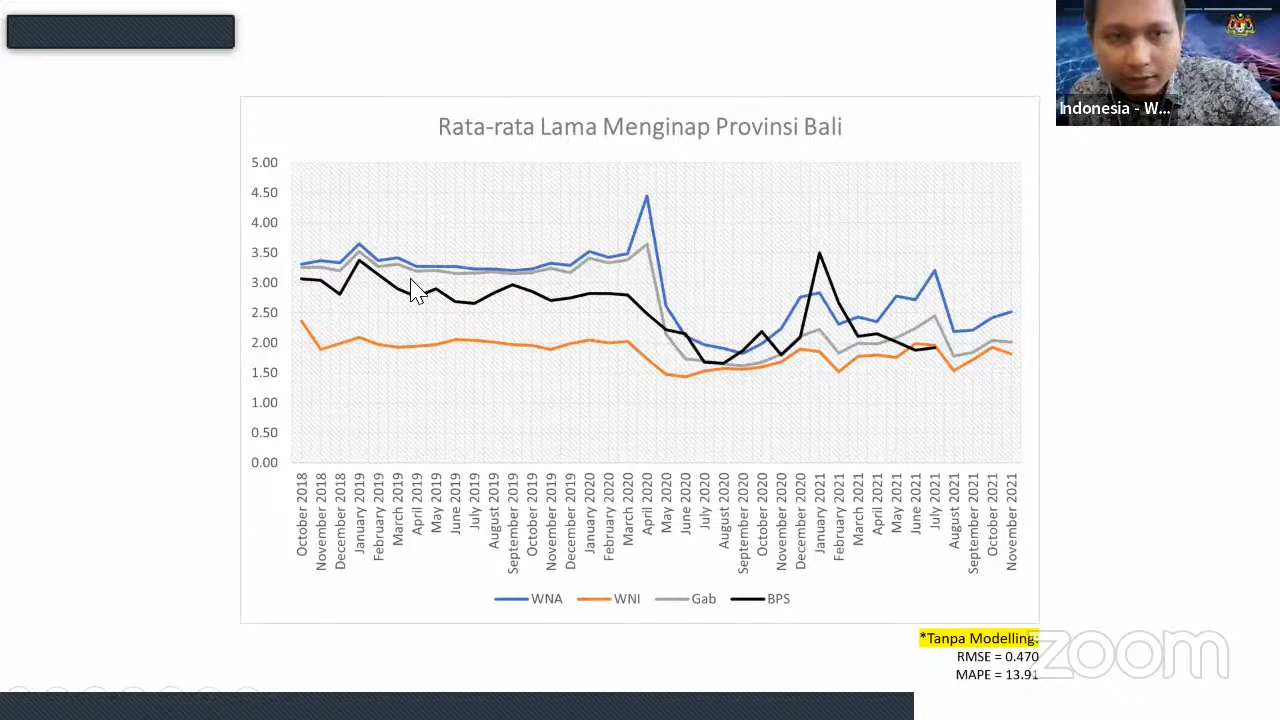 Indonesia - W...
Rata-rata Lama Menginap Provinsi Bali
5.00
4.50
4.00
3.50
3.00
2.50
2.00
1.50
1.00
0.50
0.00
October 2018
November 2018
December 2018
January 2019
February 2019
March 2019
April 2019
May 2019
June 2019
July 2019
August 2019
September 2019
October 2019
November 2019
December 2019
January 2020
February 2020
March 2020
April 2020
May 2020
June 2020
July 2020
August 2020
September 2020
October 2020
November 2020
December 2020
January 2021
February 2021
March 2021
April 2021
May 2021
June 2021
July 2021
August 2021
September 2021
October 2021
November 2021
WNA WNI Gab BPS
*Tanpa Modelling:
RMSE = 0.470
MAPE = 13.91
zoom